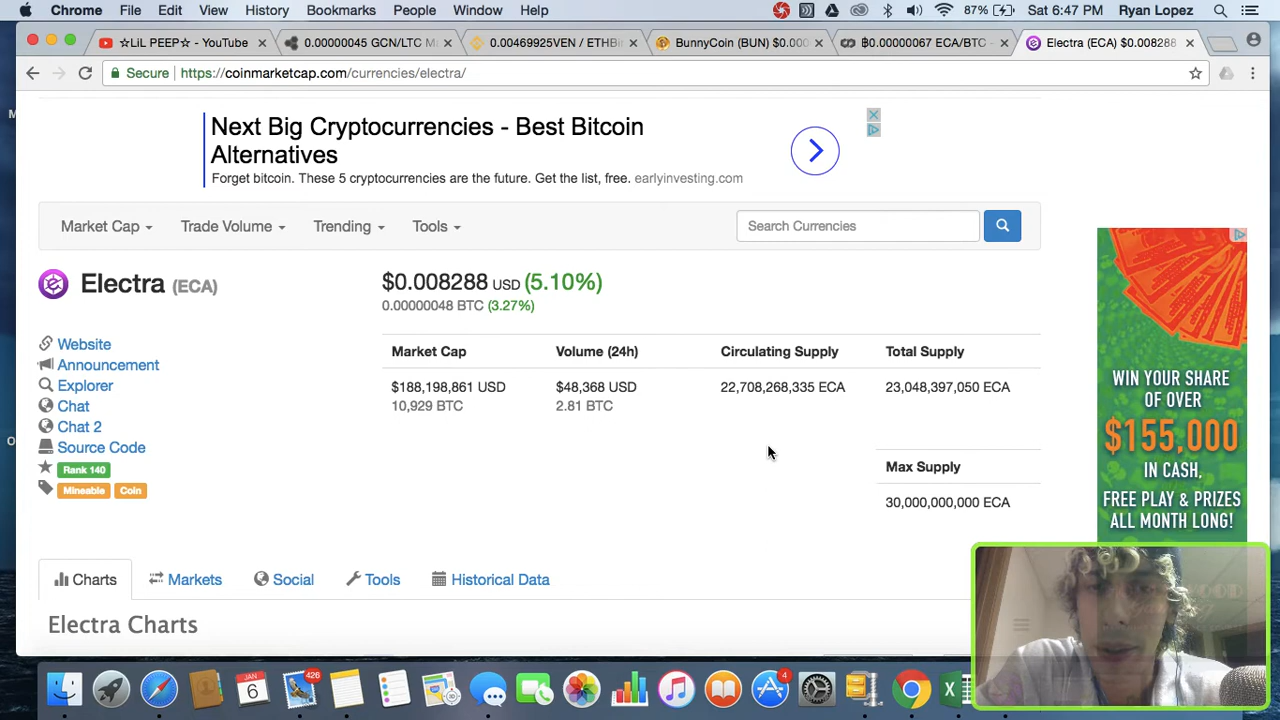 Chrome File Edit View History Bookmarks People Window Help 87% Sat 6:47 PM Ryan Lopez
☆LiL PEEP☆ - YouTube 0.00000045 GCN/LTC M 0.00469925VEN / ETHBi BunnyCoin (BUN) $0.00 ฿0.00000067 ECA/BTC - Electra (ECA) $0.008288
Secure https://coinmarketcap.com/currencies/electra/
Next Big Cryptocurrencies - Best Bitcoin
Alternatives
Forget bitcoin. These 5 cryptocurrencies are the future. Get the list, free. earlyinvesting.com
Market Cap Trade Volume Trending Tools Search Currencies
Electra (ECA) $0.008288 USD (5.10%)
0.00000048 BTC (3.27%)
Website
Announcement
Explorer
Chat
Chat 2
Source Code
Rank 140
Mineable Coin
Market Cap Volume (24h) Circulating Supply Total Supply
$188,198,861 USD $48,368 USD 22,708,268,335 ECA 23,048,397,050 ECA
10,929 BTC 2.81 BTC
Max Supply
30,000,000,000 ECA
WIN YOUR SHARE
OF OVER
$155,000
IN CASH,
FREE PLAY & PRIZES
ALL MONTH LONG!
Charts Markets Social Tools Historical Data
Electra Charts
JAN
6
426
4